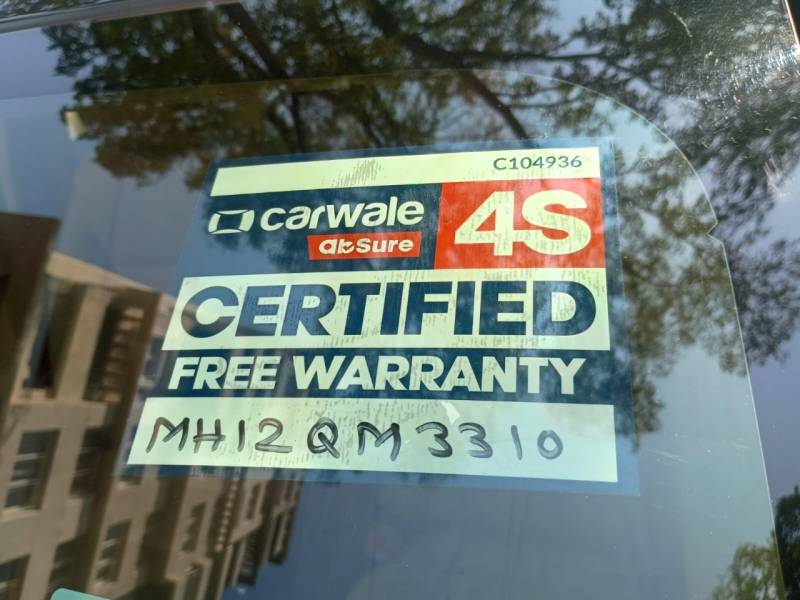 C104936
carwale 4S
abSure
CERTIFIED
FREE WARRANTY
MH12QM3310